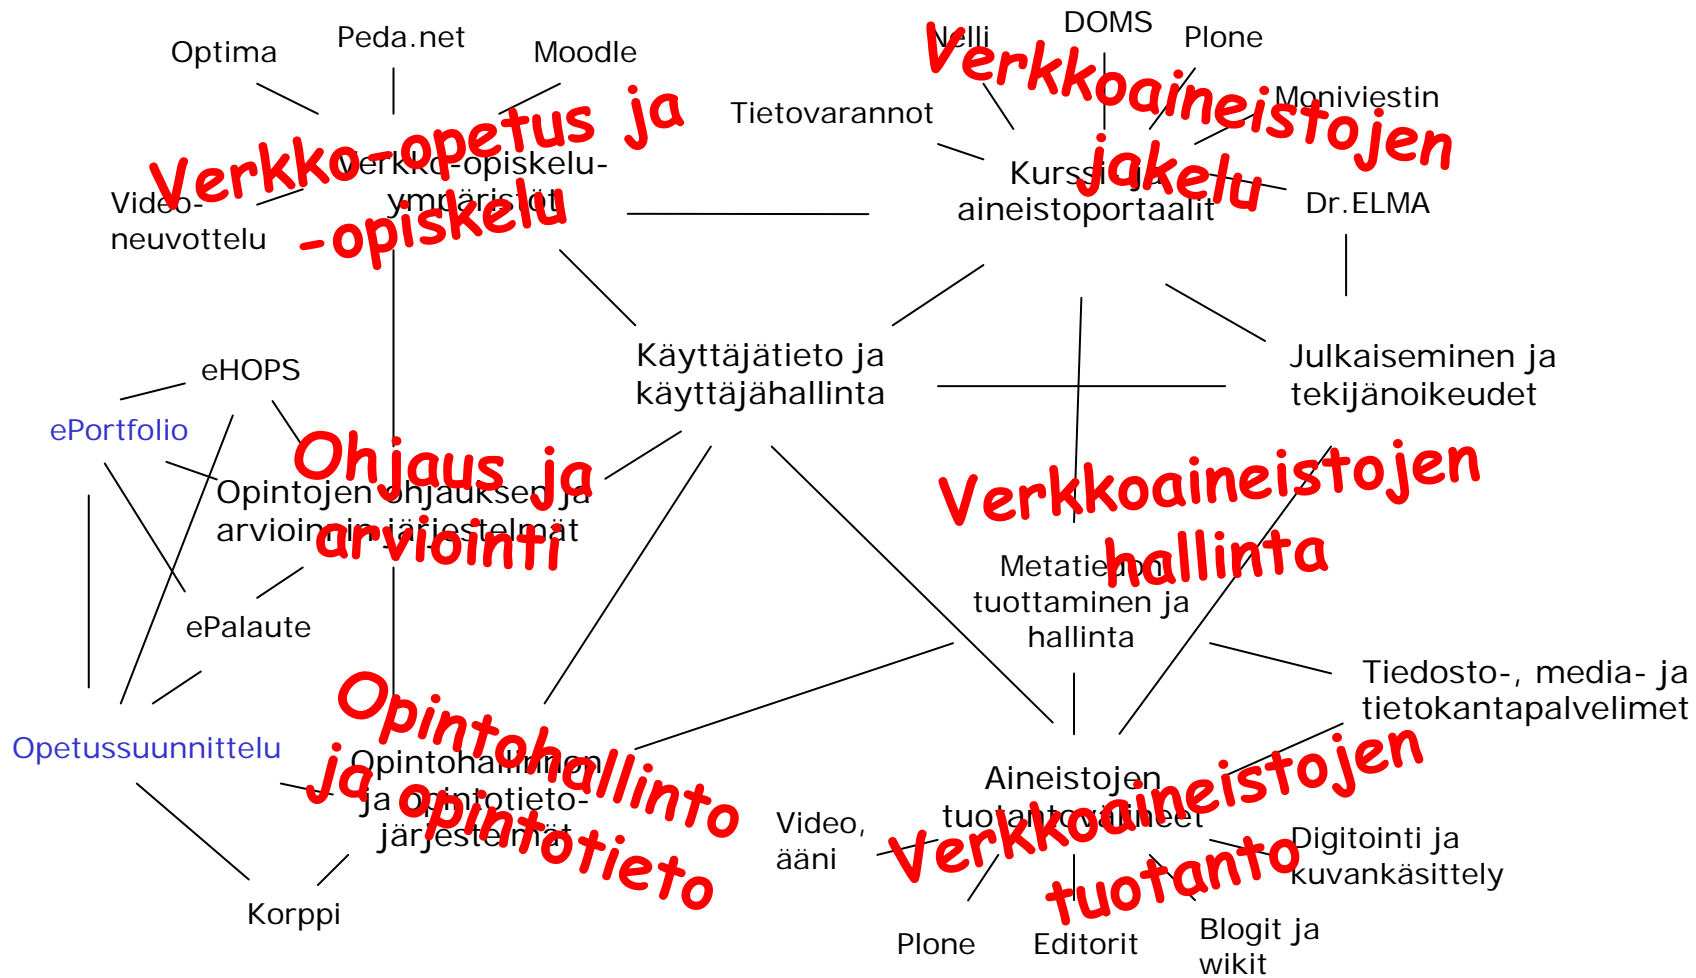 Optima
Peda.net
Moodle
Nelli
DOMS
Plone
Tietovarannot
Moniviestin
Verkko-opetus ja
-opiskelu
Verkkoaineistojen
jakelu
Verkko-opiskelu-
ympäristöt
Video-
neuvottelu
Kurssi- ja
aineistoportaalit
Dr.ELMA
Käyttäjätieto ja
käyttäjähallinta
Julkaiseminen ja
tekijänoikeudet
eHOPS
ePortfolio
Ohjaus ja
arviointi
Opintojen ohjauksen ja
arvioinnin järjestelmät
Verkkoaineistojen
hallinta
Metatiedon
tuottaminen ja
hallinta
ePalaute
Tiedosto-, media- ja
tietokantapalvelimet
Opetussuunnittelu
Opintohallinto
ja opintotieto
Opintohallinnon
ja opintotieto-
järjestelmät
Aineistojen
tuotantovälineet
Verkkoaineistojen
tuotanto
Video,
ääni
Digitointi ja
kuvankäsittely
Korppi
Plone
Editorit
Blogit ja
wikit